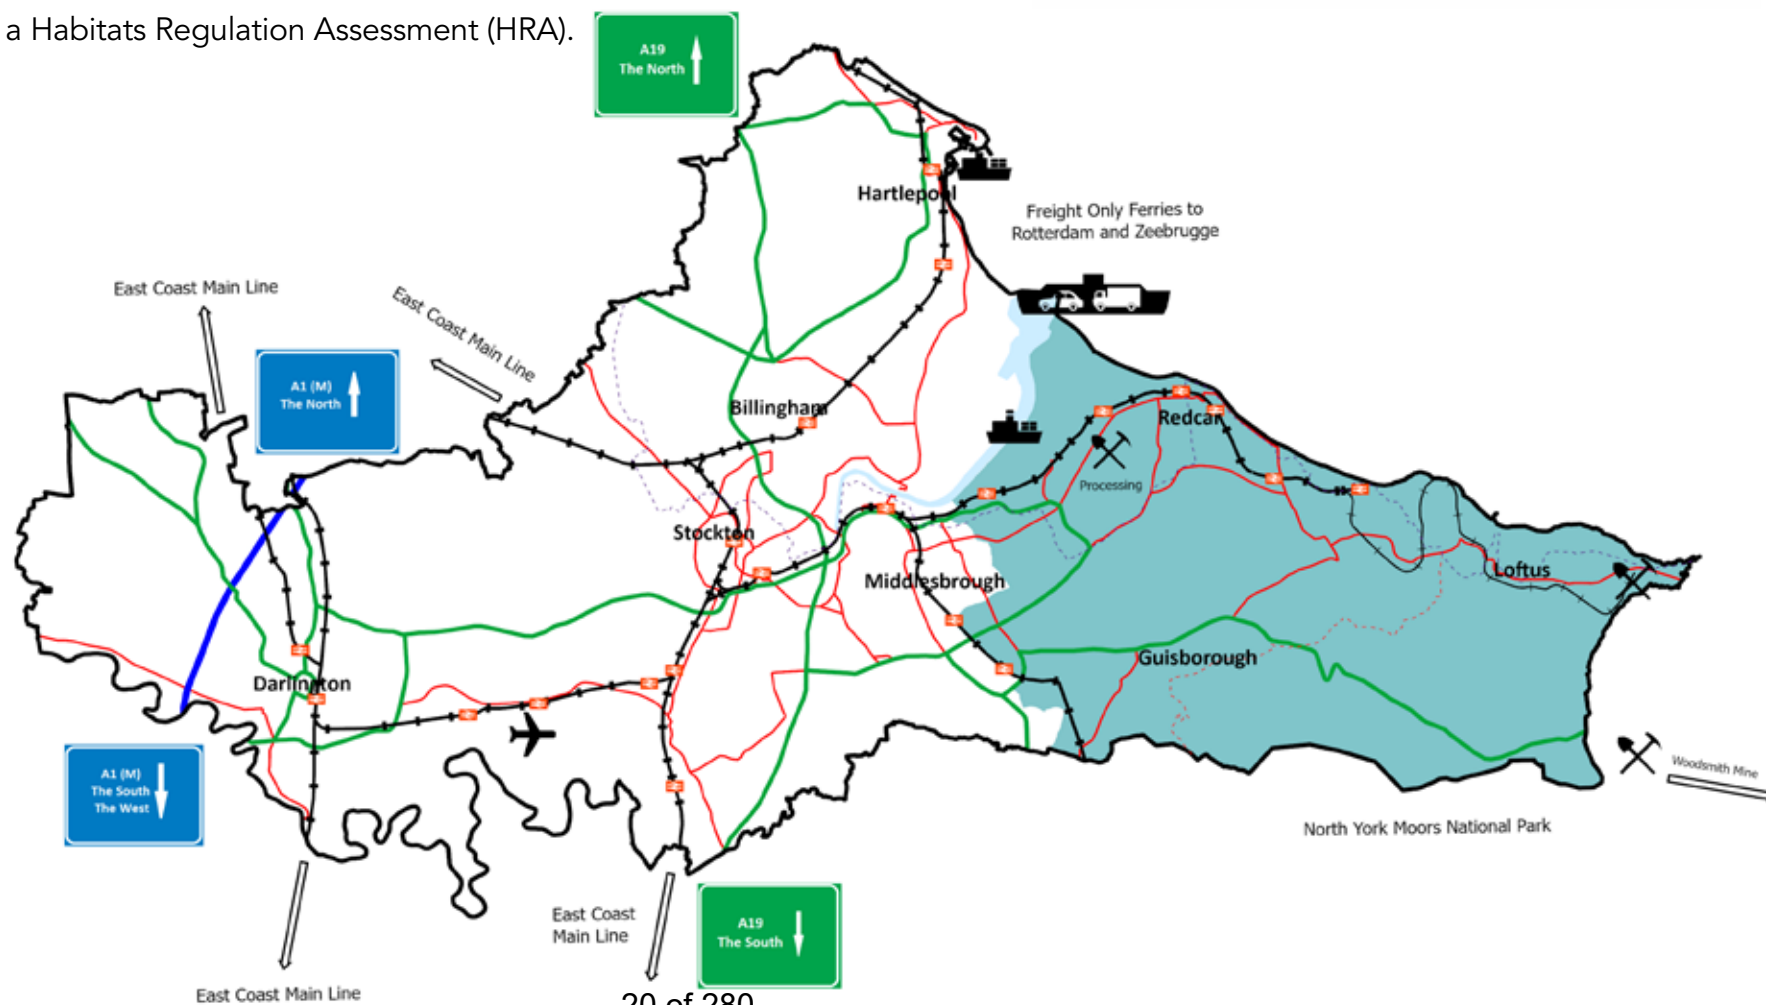 a Habitats Regulation Assessment (HRA).
A19
The North
Hartlepool
Freight Only Ferries to
Rotterdam and Zeebrugge
East Coast Main Line
East Coast Main Line
A1 (M)
The North
Billingham
Redcar
Processing
Stockton
Middlesbrough
Loftus
Guisborough
Darlington
A1 (M)
The South
The West
Woodsmith Mine
North York Moors National Park
East Coast
Main Line
A19
The South
East Coast Main Line
20 of 280